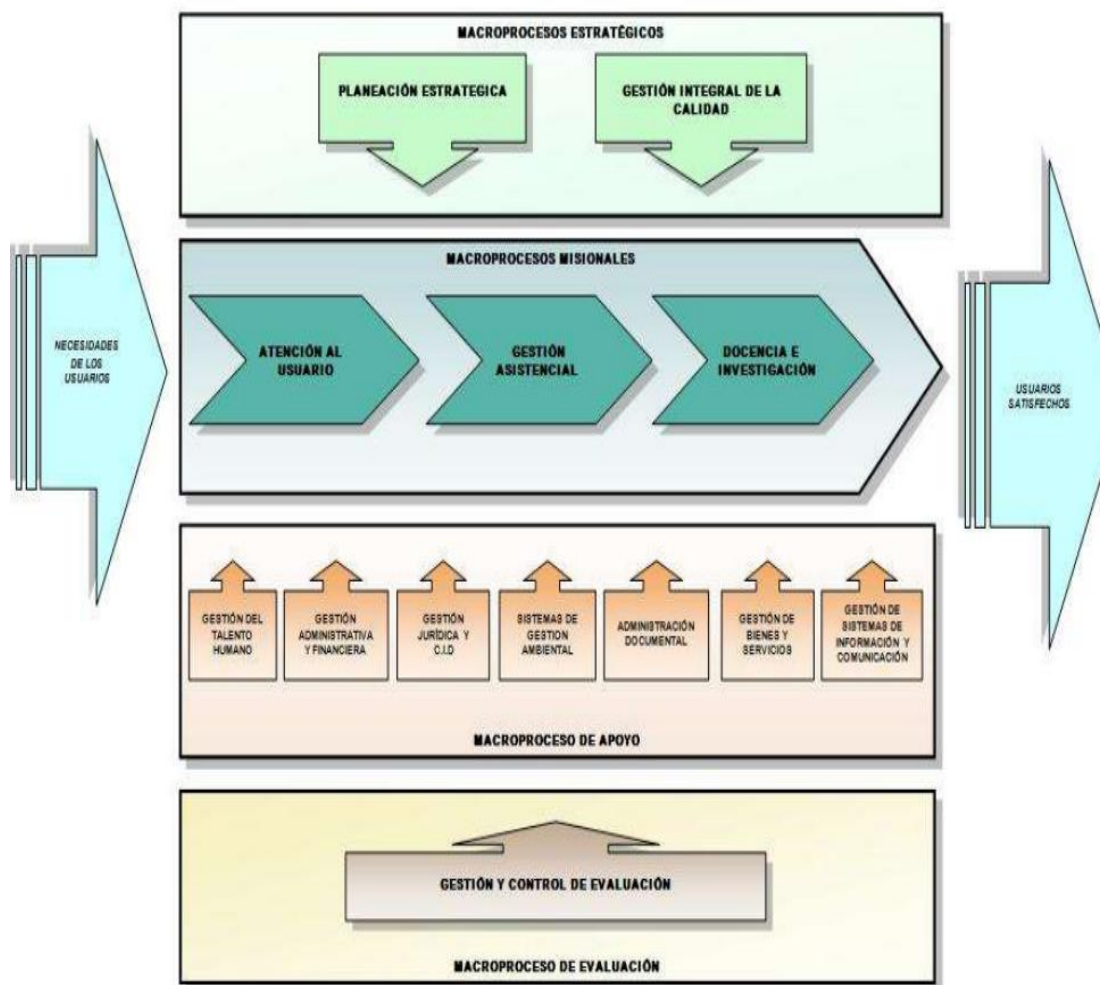 MACROPROCESOS ESTRATÉGICOS
PLANEACIÓN ESTRATEGICA
GESTIÓN INTEGRAL DE LA
CALIDAD
NECESIDADES
DE LOS
USUARIOS
MACROPROCESOS MISIONALES
ATENCIÓN AL
USUARIO
GESTIÓN
ASISTENCIAL
DOCENCIA E
INVESTIGACIÓN
USUARIOS
SATISFECHOS
GESTIÓN DEL
TALENTO
HUMANO
GESTIÓN
ADMINISTRATIVA
Y FINANCIERA
GESTIÓN
JURÍDICA Y
C.I.D
SISTEMAS DE
GESTION
AMBIENTAL
ADMINISTRACIÓN
DOCUMENTAL
GESTIÓN DE
BIENES Y
SERVICIOS
GESTIÓN DE
SISTEMAS DE
INFORMACIÓN Y
COMUNICACIÓN
MACROPROCESO DE APOYO
GESTIÓN Y CONTROL DE EVALUACIÓN
MACROPROCESO DE EVALUACIÓN